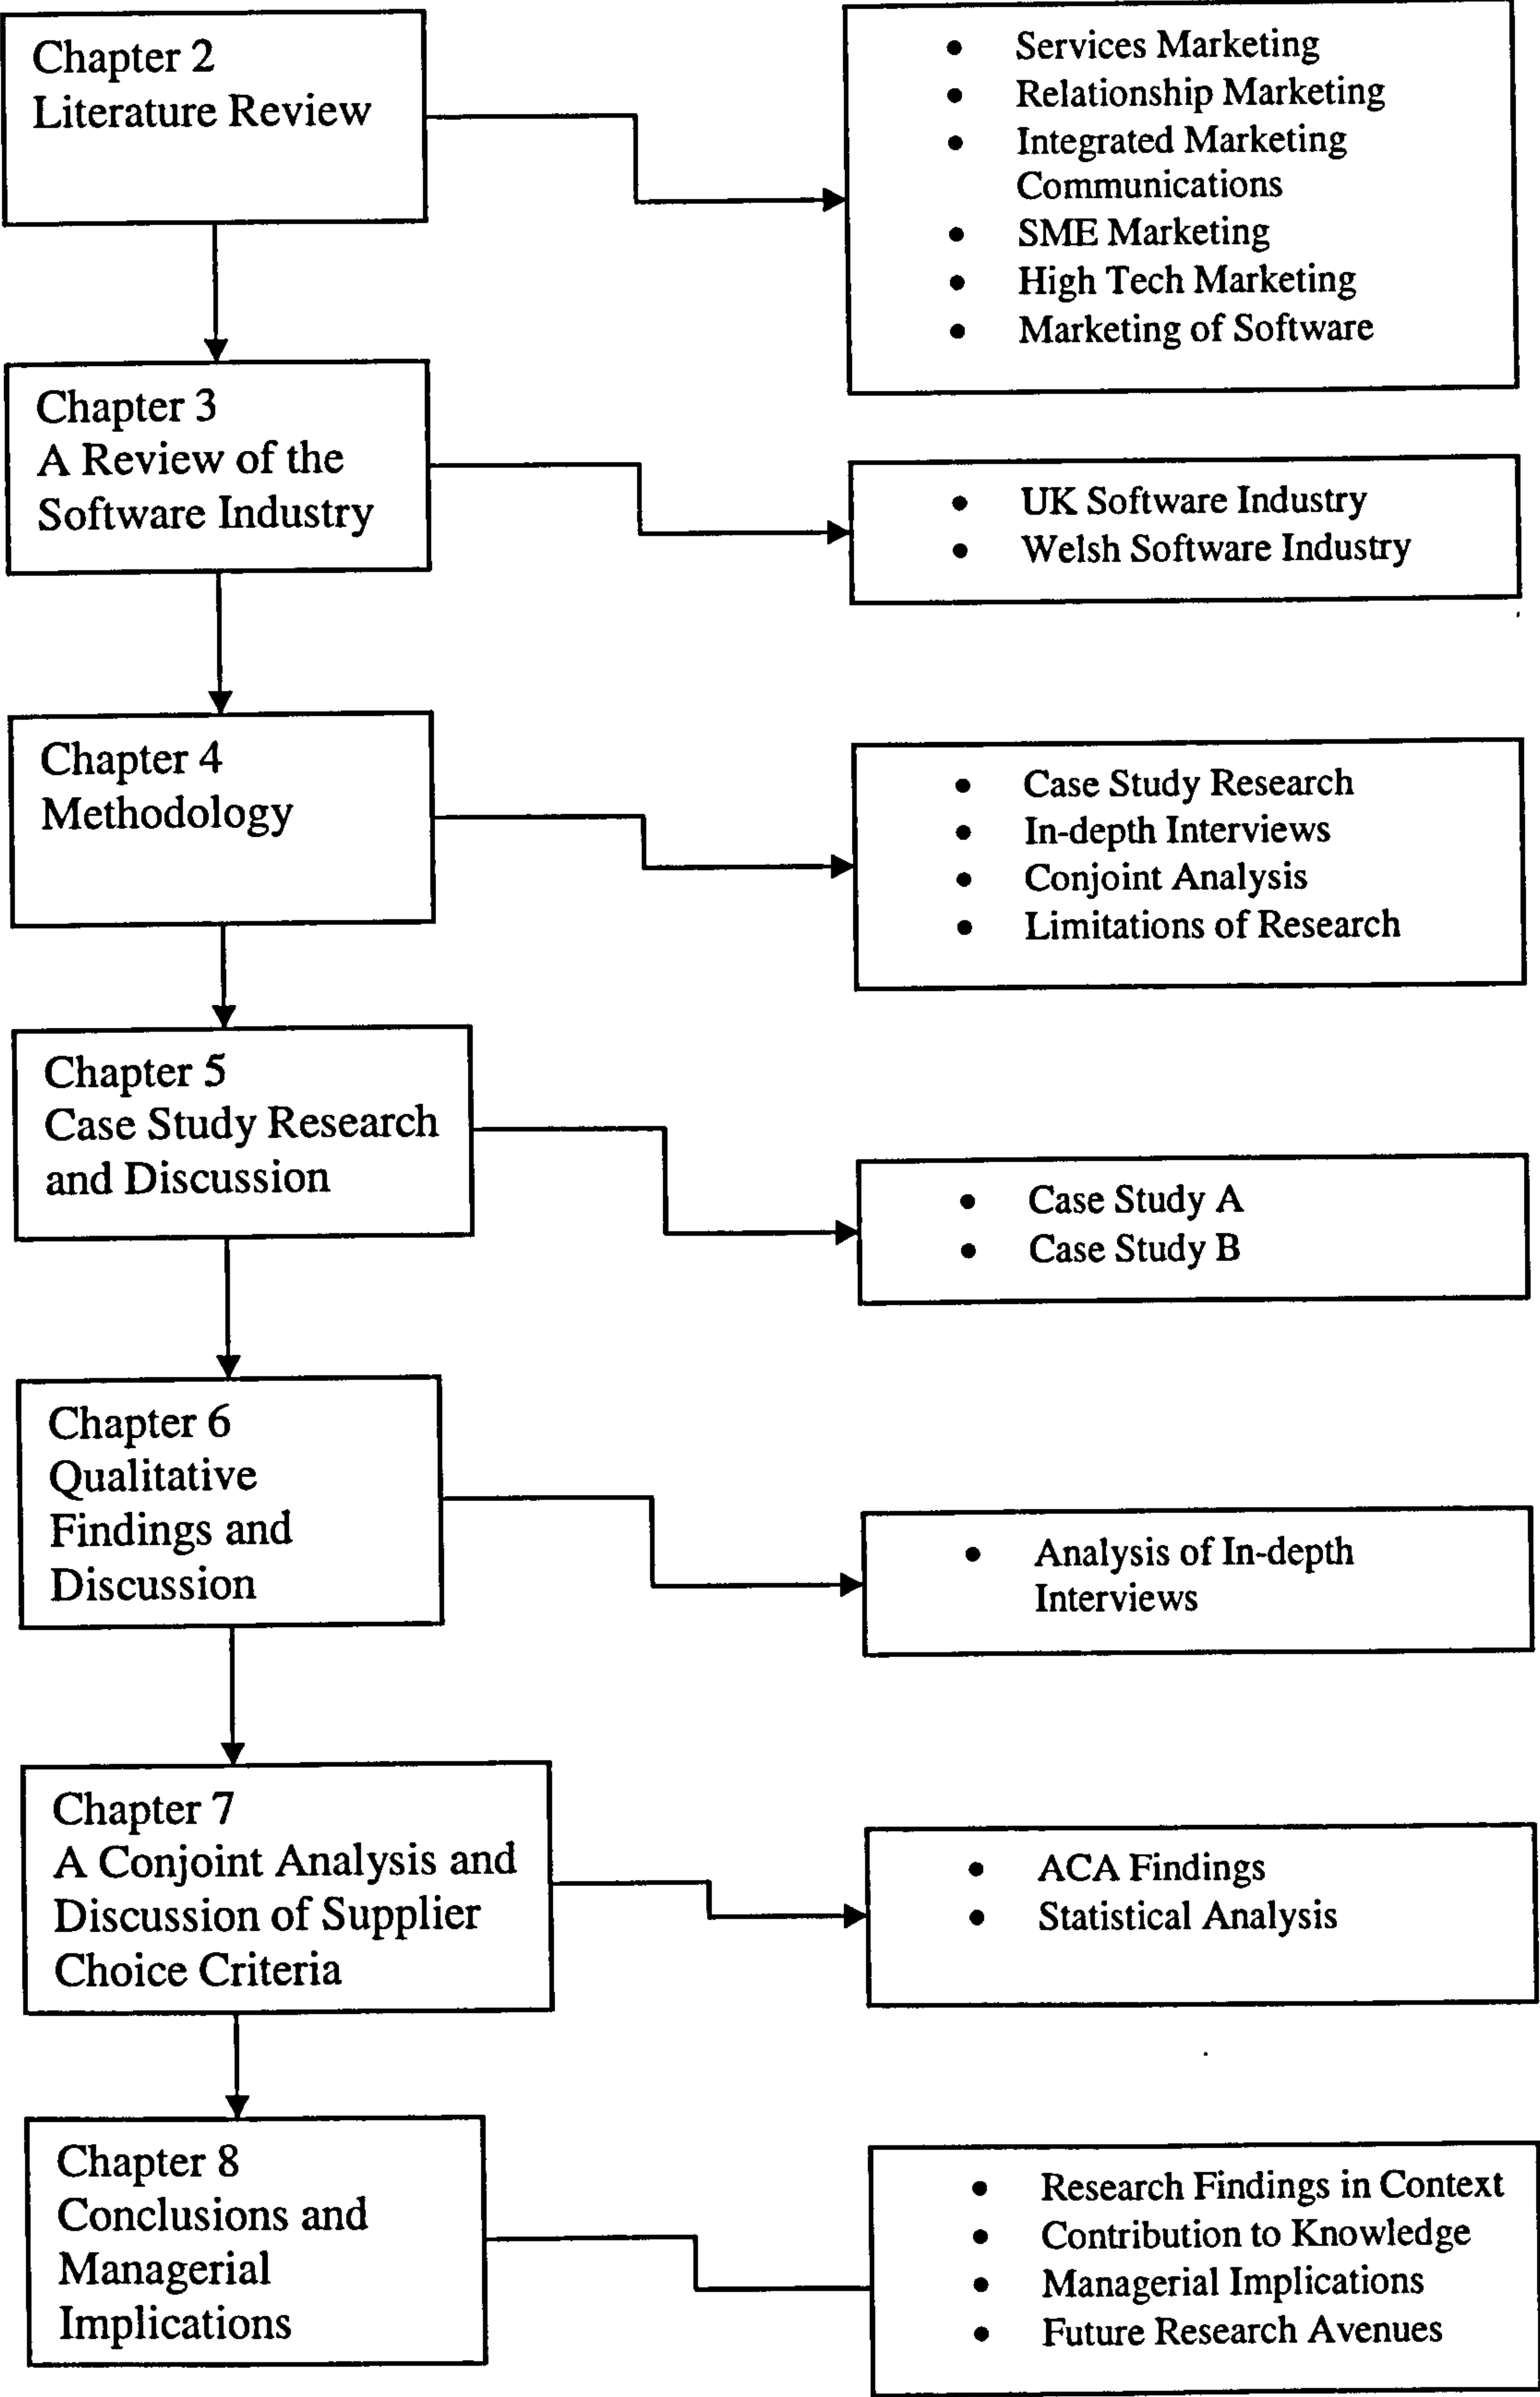 Chapter 2
Literature Review
• Services Marketing
• Relationship Marketing
• Integrated Marketing
Communications
• SME Marketing
• High Tech Marketing
• Marketing of Software
Chapter 3
A Review of the
Software Industry
• UK Software Industry
• Welsh Software Industry
Chapter 4
Methodology
• Case Study Research
• In-depth Interviews
• Conjoint Analysis
• Limitations of Research
Chapter 5
Case Study Research
and Discussion
• Case Study A
• Case Study B
Chapter 6
Qualitative
Findings and
Discussion
• Analysis of In-depth
Interviews
Chapter 7
A Conjoint Analysis and
Discussion of Supplier
Choice Criteria
• ACA Findings
• Statistical Analysis
Chapter 8
Conclusions and
Managerial
Implications
• Research Findings in Context
• Contribution to Knowledge
• Managerial Implications
• Future Research Avenues